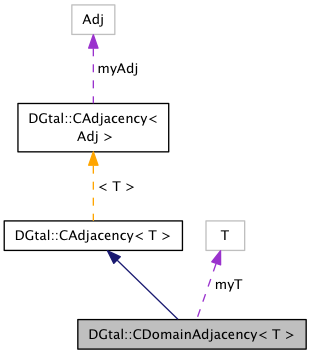 Adj
myAdj
DGtal::CAdjacency<
Adj >
< T >
DGtal::CAdjacency< T >
T
myT
DGtal::CDomainAdjacency< T >